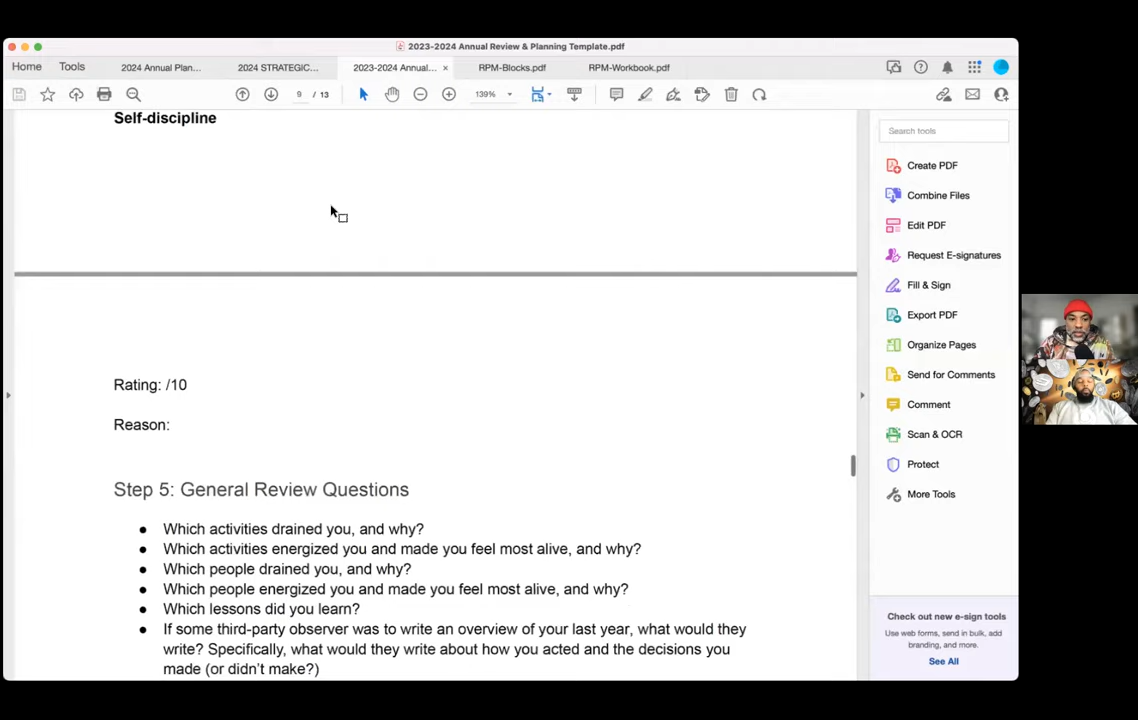 2023-2024 Annual Review & Planning Template.pdf
Home Tools 2024 Annual Plan... 2024 STRATEGIC... 2023-2024 Annual... × RPM-Blocks.pdf RPM-Workbook.pdf
9 / 13 139%
Self-discipline
Rating: /10
Reason:
Step 5: General Review Questions
● Which activities drained you, and why?
● Which activities energized you and made you feel most alive, and why?
● Which people drained you, and why?
● Which people energized you and made you feel most alive, and why?
● Which lessons did you learn?
● If some third-party observer was to write an overview of your last year, what would they
write? Specifically, what would they write about how you acted and the decisions you
made (or didn't make?)
Search tools
Create PDF
Combine Files
Edit PDF
Request E-signatures
Fill & Sign
Export PDF
Organize Pages
Send for Comments
Comment
Scan & OCR
Protect
More Tools
Check out new e-sign tools
Use web forms, send in bulk, add
branding, and more.
See All